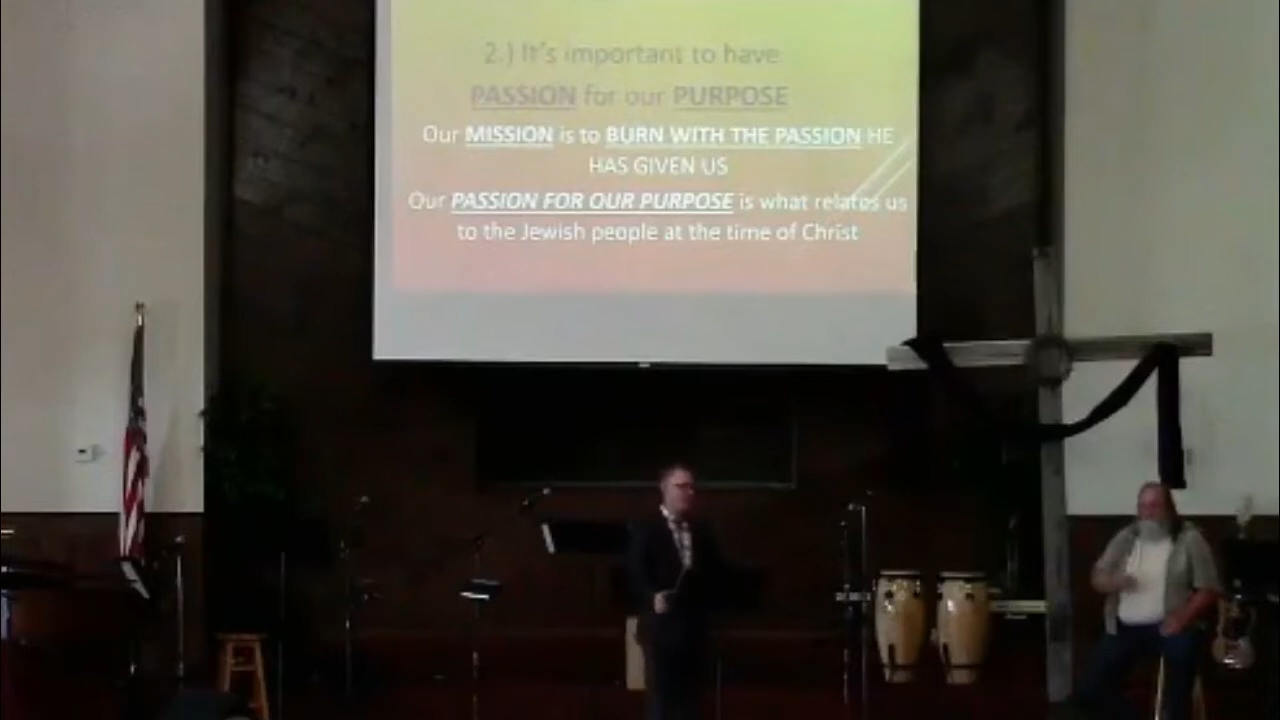 2.) It's important to have
PASSION for our PURPOSE
Our MISSION is to BURN WITH THE PASSION HE
HAS GIVEN US
Our PASSION FOR OUR PURPOSE is what relates us
to the Jewish people at the time of Christ